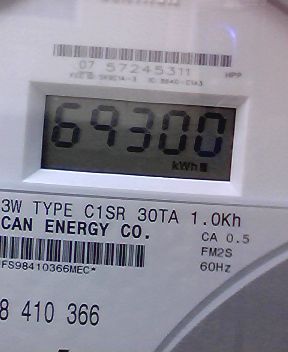 07 57245311 HPP
69300
kWh
3W TYPE C1SR 30TA 1.0Kh
CAN ENERGY CO.
CA 0.5
FM2S
60Hz
FS98410366MEC*
8 410 366